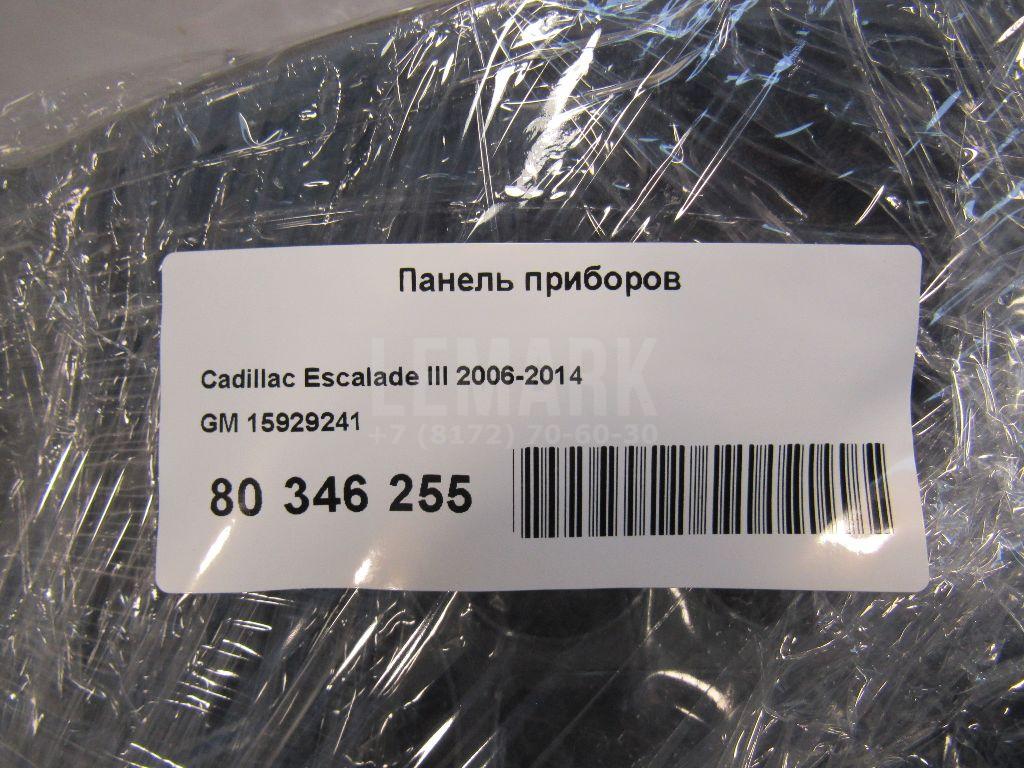 Панель приборов
LEMARK
Cadillac Escalade III 2006-2014
GM 15929241
+7 (8172) 70-60-30
80 346 255